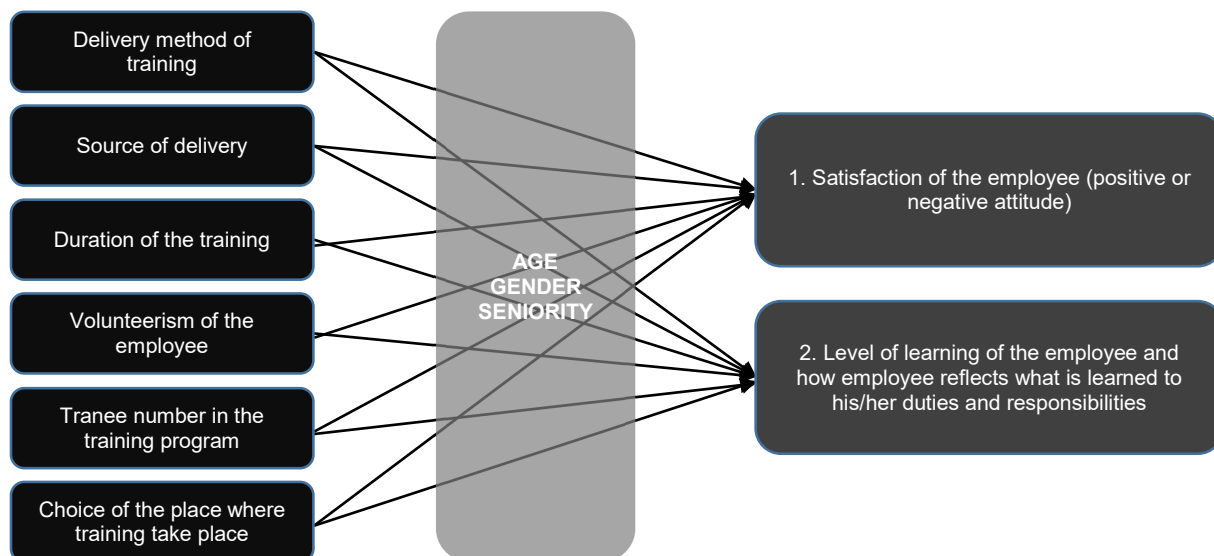 Delivery method of
training
Source of delivery
Duration of the training
Volunteerism of the
employee
Tranee number in the
training program
Choice of the place where
training take place
AGE
GENDER
SENIORITY
1. Satisfaction of the employee (positive or
negative attitude)
2. Level of learning of the employee and
how employee reflects what is learned to
his/her duties and responsibilities